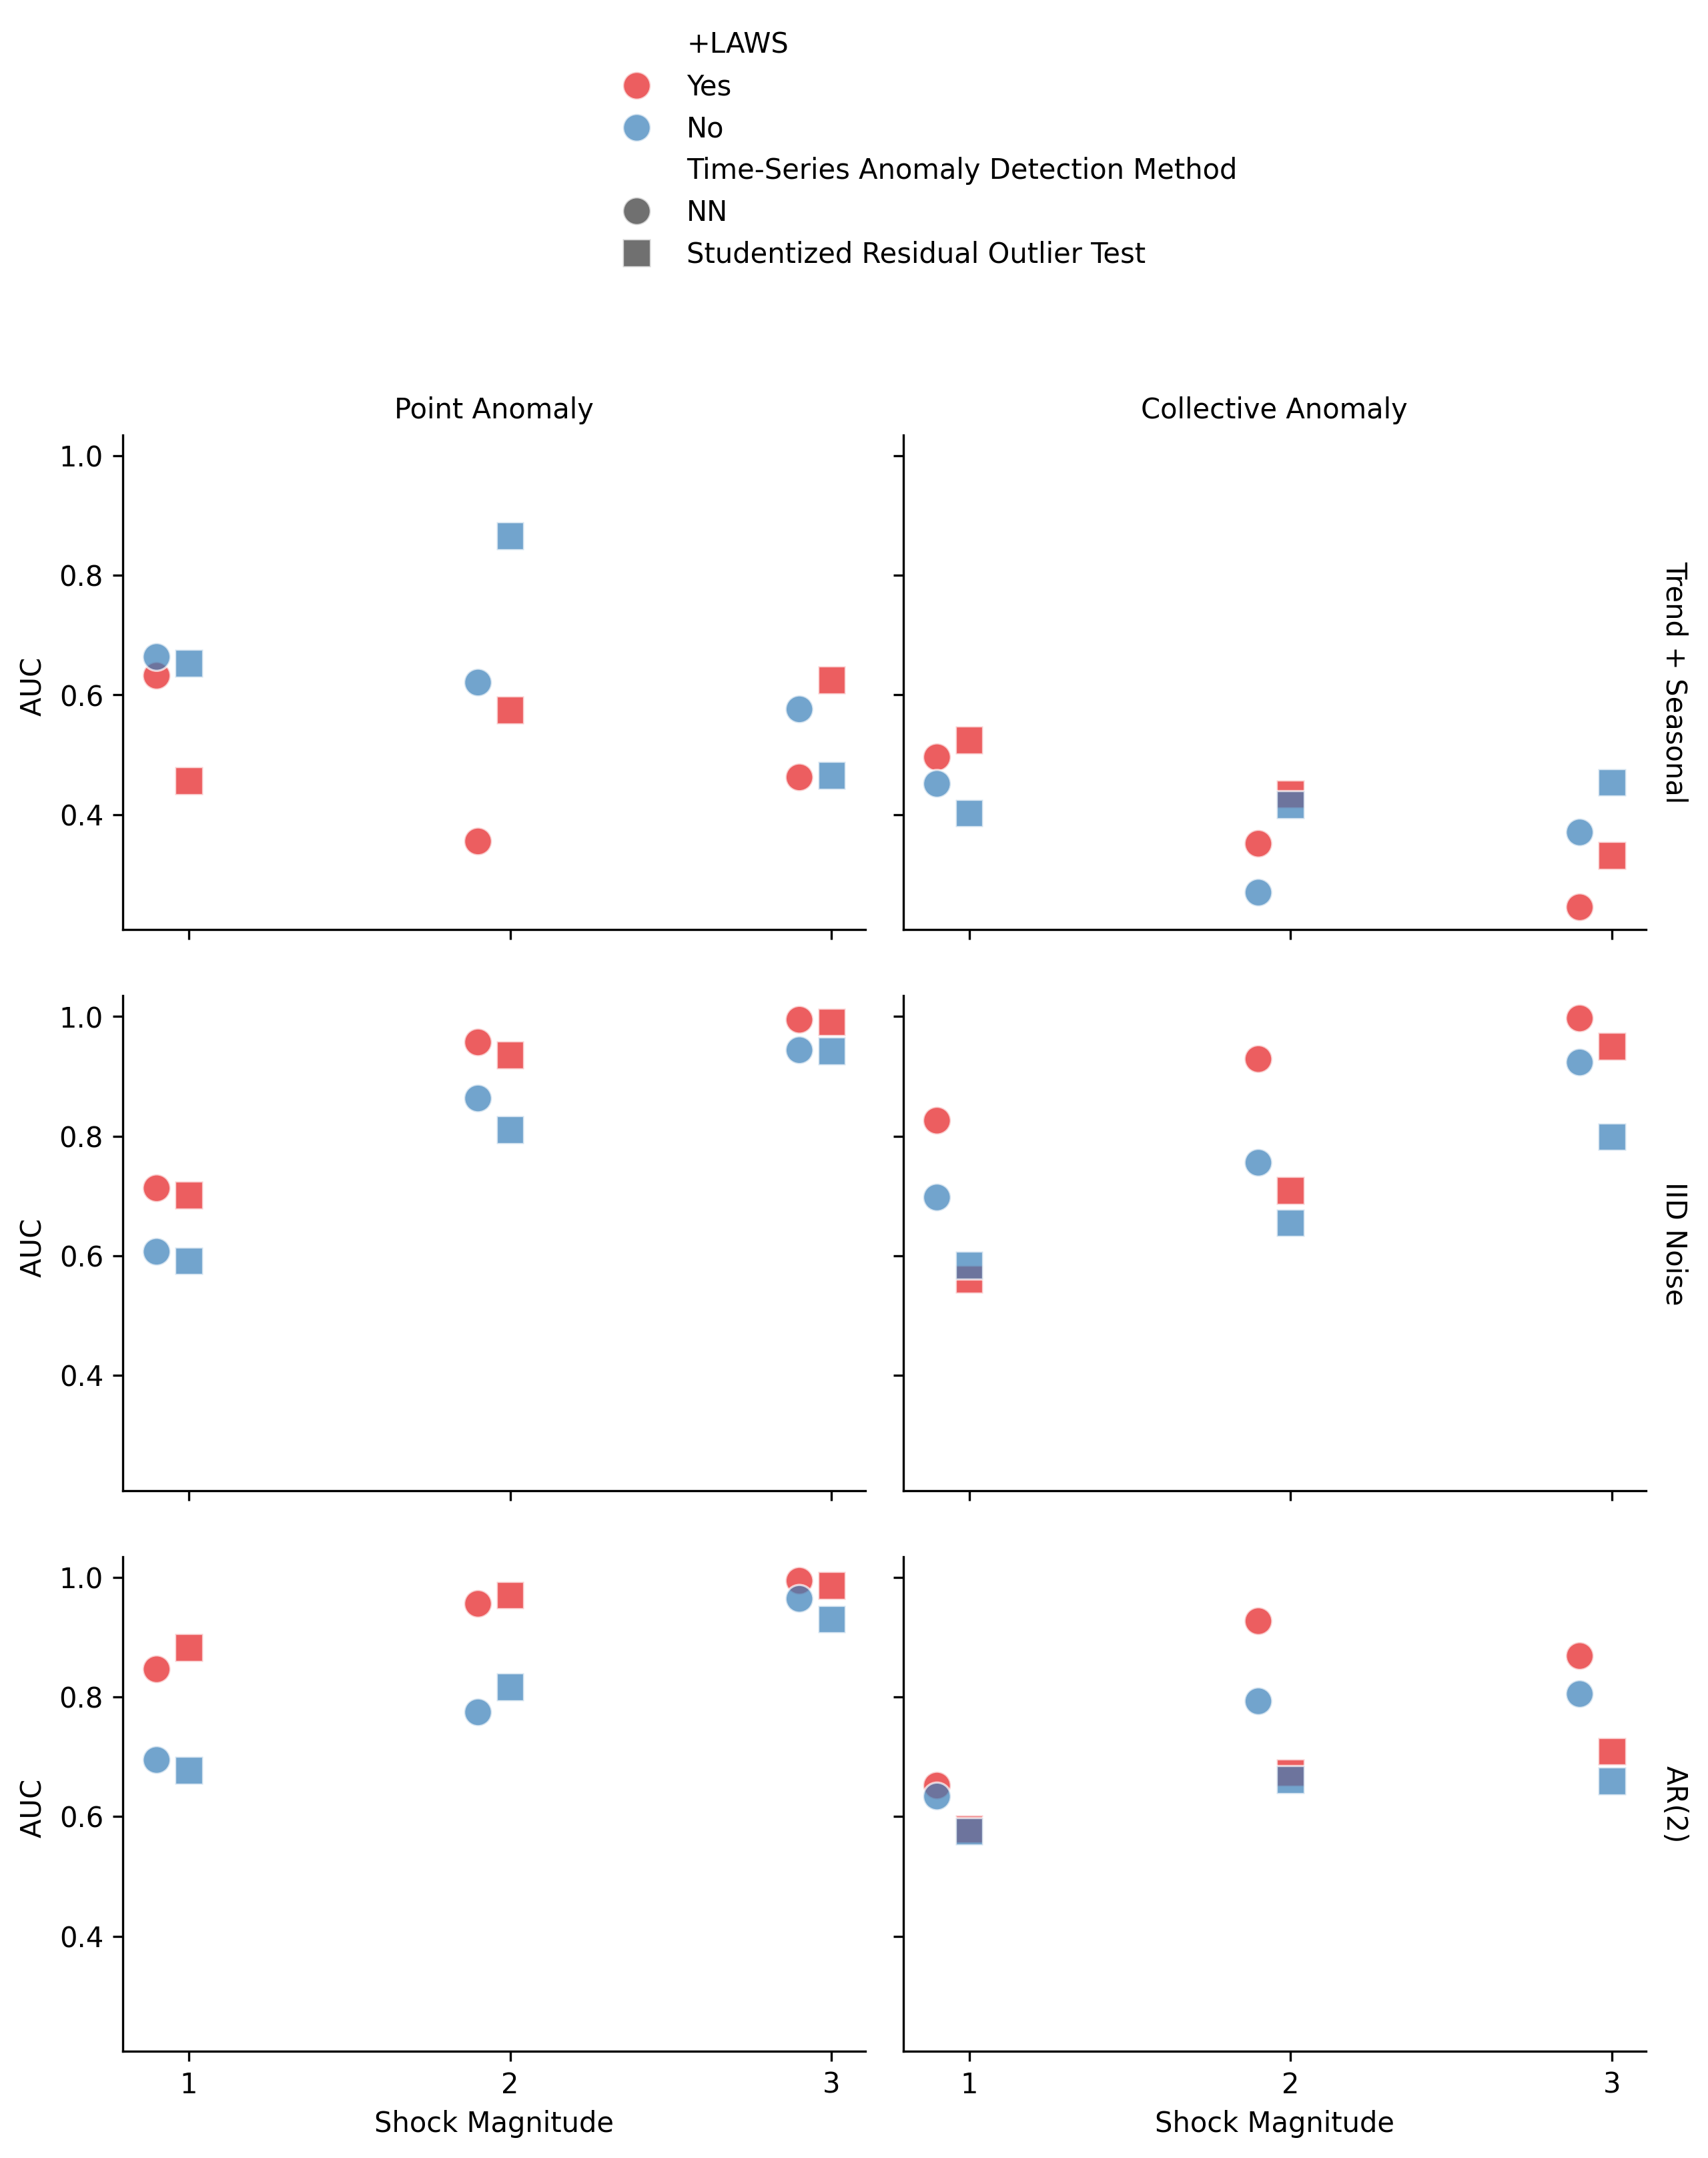 +LAWS
Yes
No
Time-Series Anomaly Detection Method
NN
Studentized Residual Outlier Test
Point Anomaly
Collective Anomaly
1.0
0.8
0.6
0.4
AUC
Trend + Seasonal
1.0
0.8
0.6
0.4
AUC
IID Noise
1.0
0.8
0.6
0.4
AUC
AR(2)
1 2 3
1 2 3
Shock Magnitude
Shock Magnitude